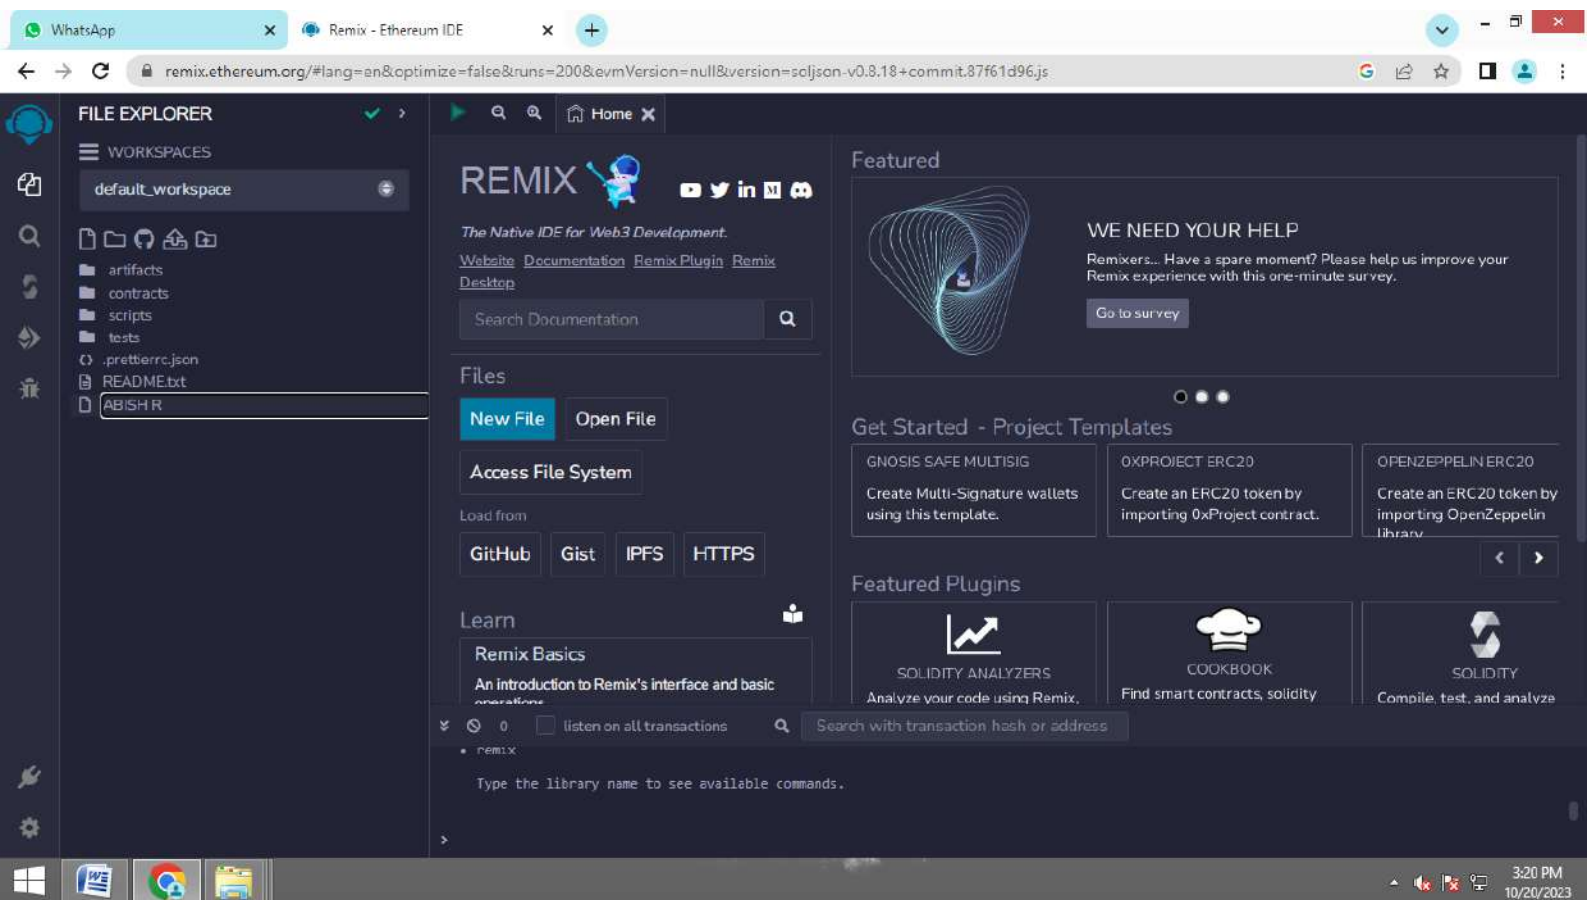 WhatsApp
Remix - Ethereum IDE
remix.ethereum.org/#lang=en&optimize=false&runs=200&evmVersion=null&version=soljson-v0.8.18+commit.87f61d96.js
FILE EXPLORER
WORKSPACES
default_workspace
artifacts
contracts
scripts
tests
.prettierrc.json
README.txt
ABISH R
Home
REMIX
The Native IDE for Web3 Development.
Website Documentation Remix Plugin Remix
Desktop
Search Documentation
Files
New File Open File
Access File System
Load from
GitHub Gist IPFS HTTPS
Learn
Remix Basics
An introduction to Remix's interface and basic
operations
Featured
WE NEED YOUR HELP
Remixers... Have a spare moment? Please help us improve your
Remix experience with this one-minute survey.
Go to survey
Get Started - Project Templates
GNOSIS SAFE MULTISIG
Create Multi-Signature wallets
using this template.
0XPROJECT ERC20
Create an ERC20 token by
importing 0xProject contract.
OPENZEPPELIN ERC20
Create an ERC20 token by
importing OpenZeppelin
library
Featured Plugins
SOLIDITY ANALYZERS
Analyze your code using Remix,
COOKBOOK
Find smart contracts, solidity
SOLIDITY
Compile, test, and analyze
0 listen on all transactions Search with transaction hash or address
remix
Type the library name to see available commands.
>
3:20 PM
10/20/2023